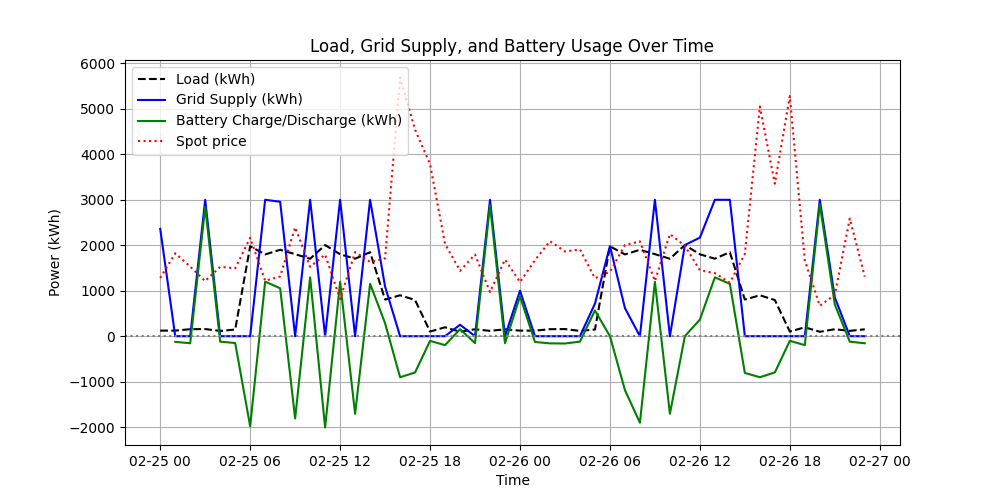 Load, Grid Supply, and Battery Usage Over Time
Load (kWh)
Grid Supply (kWh)
Battery Charge/Discharge (kWh)
Spot price
Power (kWh)
6000
5000
4000
3000
2000
1000
0
−1000
−2000
02-25 00
02-25 06
02-25 12
02-25 18
02-26 00
02-26 06
02-26 12
02-26 18
02-27 00
Time